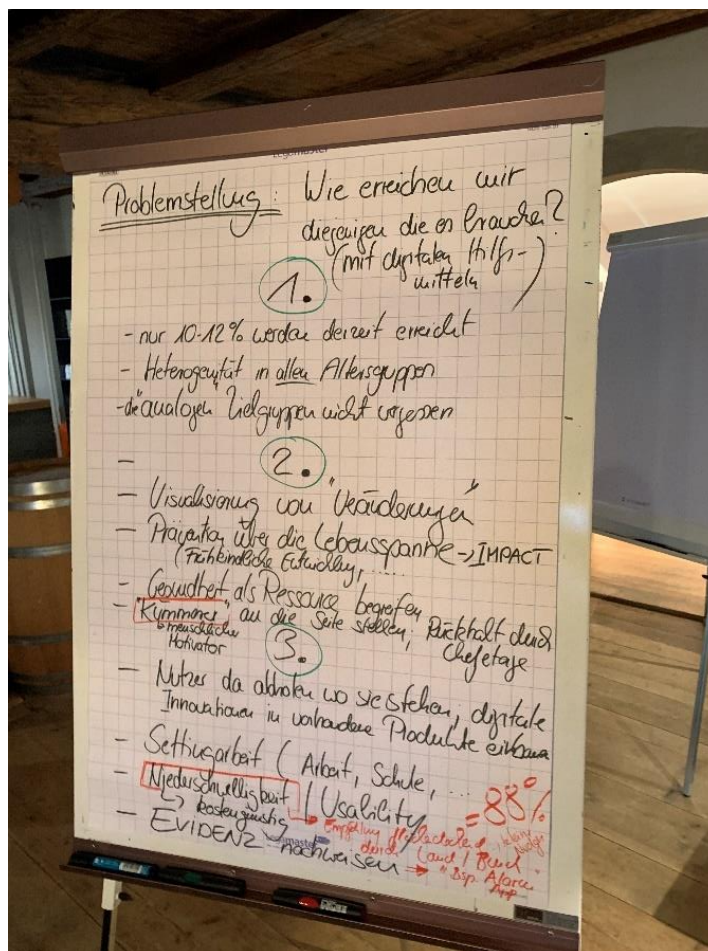 Legamaster
Problemstellung: Wie erreichen wir
diejenigen die es brauchen?
(mit digitalen Hilfs-
mitteln)
1.
- nur 10-12% werden derzeit erreicht
- Heterogenität in allen Altersgruppen
- die "analogen" Zielgruppen nicht vergessen
2.
-
- Visualisierung von "Veränderungen"
- Prävention über die Lebensspanne -> IMPACT
(Frühkindliche Entwicklung, .....
- Gesundheit als Ressource begreifen
- "Kümmerer" an die Seite stellen, Rückhalt durch
Chefetage
↳ menschlicher
Motivator
3.
- Nutzer da abholen wo sie stehen, digitale
Innovationen in vorhandene Produkte einbauen
- Settingarbeit (Arbeit, Schule, ...
- Niederschwelligkeit / Usability
↳ kostengünstig
= 88%
→ Empfehlung flächendeckend
durch Land / Bund
- EVIDENZ nachweisen
→ "Bsp. Alarm
App